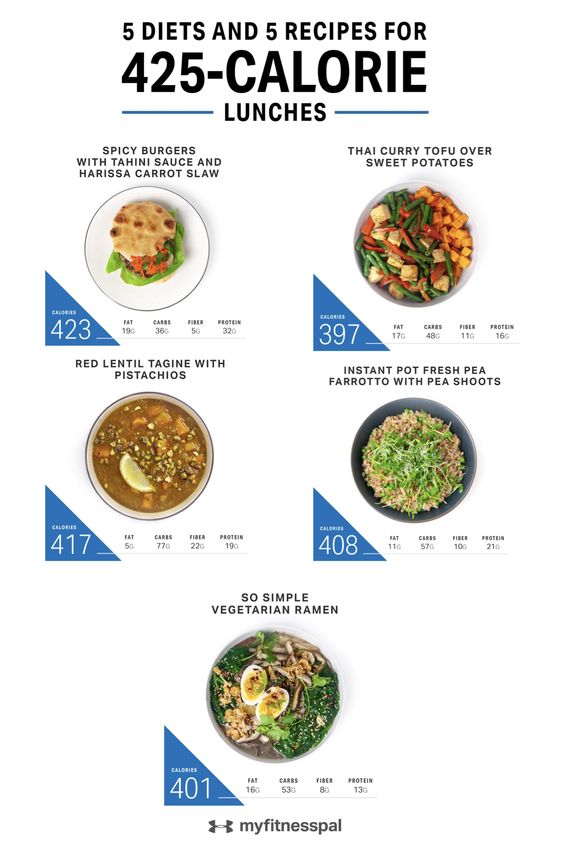 5 DIETS AND 5 RECIPES FOR
425-CALORIE
LUNCHES
SPICY BURGERS
WITH TAHINI SAUCE AND
HARISSA CARROT SLAW
CALORIES
423
FAT CARBS FIBER PROTEIN
19G 36G 5G 32G
THAI CURRY TOFU OVER
SWEET POTATOES
CALORIES
397
FAT CARBS FIBER PROTEIN
17G 48G 11G 16G
RED LENTIL TAGINE WITH
PISTACHIOS
CALORIES
417
FAT CARBS FIBER PROTEIN
5G 77G 22G 19G
INSTANT POT FRESH PEA
FARROTTO WITH PEA SHOOTS
CALORIES
408
FAT CARBS FIBER PROTEIN
11G 57G 10G 21G
SO SIMPLE
VEGETARIAN RAMEN
CALORIES
401
FAT CARBS FIBER PROTEIN
16G 53G 8G 13G
myfitnesspal